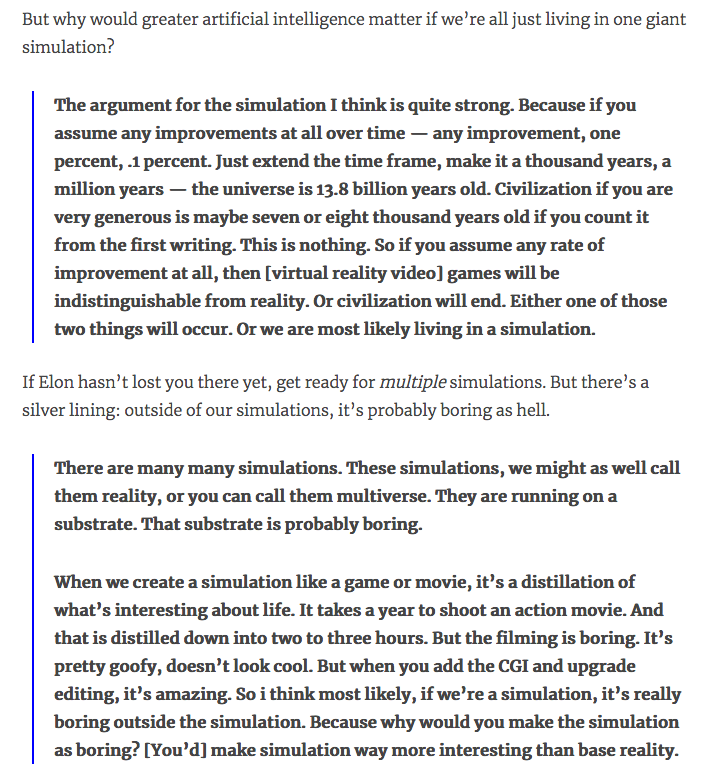 But why would greater artificial intelligence matter if we’re all just living in one giant
simulation?
The argument for the simulation I think is quite strong. Because if you
assume any improvements at all over time — any improvement, one
percent, .1 percent. Just extend the time frame, make it a thousand years, a
million years — the universe is 13.8 billion years old. Civilization if you are
very generous is maybe seven or eight thousand years old if you count it
from the first writing. This is nothing. So if you assume any rate of
improvement at all, then [virtual reality video] games will be
indistinguishable from reality. Or civilization will end. Either one of those
two things will occur. Or we are most likely living in a simulation.
If Elon hasn’t lost you there yet, get ready for multiple simulations. But there’s a
silver lining: outside of our simulations, it’s probably boring as hell.
There are many many simulations. These simulations, we might as well call
them reality, or you can call them multiverse. They are running on a
substrate. That substrate is probably boring.
When we create a simulation like a game or movie, it’s a distillation of
what’s interesting about life. It takes a year to shoot an action movie. And
that is distilled down into two to three hours. But the filming is boring. It’s
pretty goofy, doesn’t look cool. But when you add the CGI and upgrade
editing, it’s amazing. So i think most likely, if we’re a simulation, it’s really
boring outside the simulation. Because why would you make the simulation
as boring? [You’d] make simulation way more interesting than base reality.